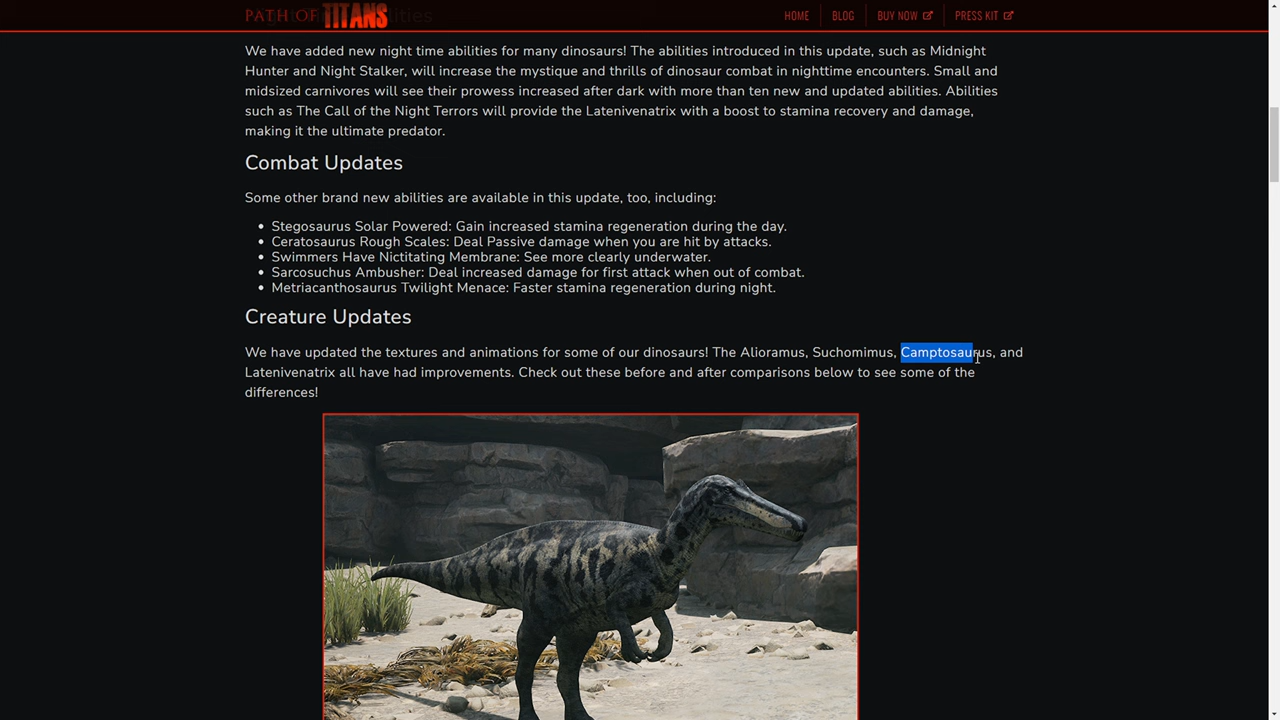 PATH OF TITANS
HOME
BLOG
BUY NOW
PRESS KIT
We have added new night time abilities for many dinosaurs! The abilities introduced in this update, such as Midnight
Hunter and Night Stalker, will increase the mystique and thrills of dinosaur combat in nighttime encounters. Small and
midsized carnivores will see their prowess increased after dark with more than ten new and updated abilities. Abilities
such as The Call of the Night Terrors will provide the Latenivenatrix with a boost to stamina recovery and damage,
making it the ultimate predator.
Combat Updates
Some other brand new abilities are available in this update, too, including:
• Stegosaurus Solar Powered: Gain increased stamina regeneration during the day.
• Ceratosaurus Rough Scales: Deal Passive damage when you are hit by attacks.
• Swimmers Have Nictitating Membrane: See more clearly underwater.
• Sarcosuchus Ambusher: Deal increased damage for first attack when out of combat.
• Metriacanthosaurus Twilight Menace: Faster stamina regeneration during night.
Creature Updates
We have updated the textures and animations for some of our dinosaurs! The Alioramus, Suchomimus, Camptosaurus, and
Latenivenatrix all have had improvements. Check out these before and after comparisons below to see some of the
differences!